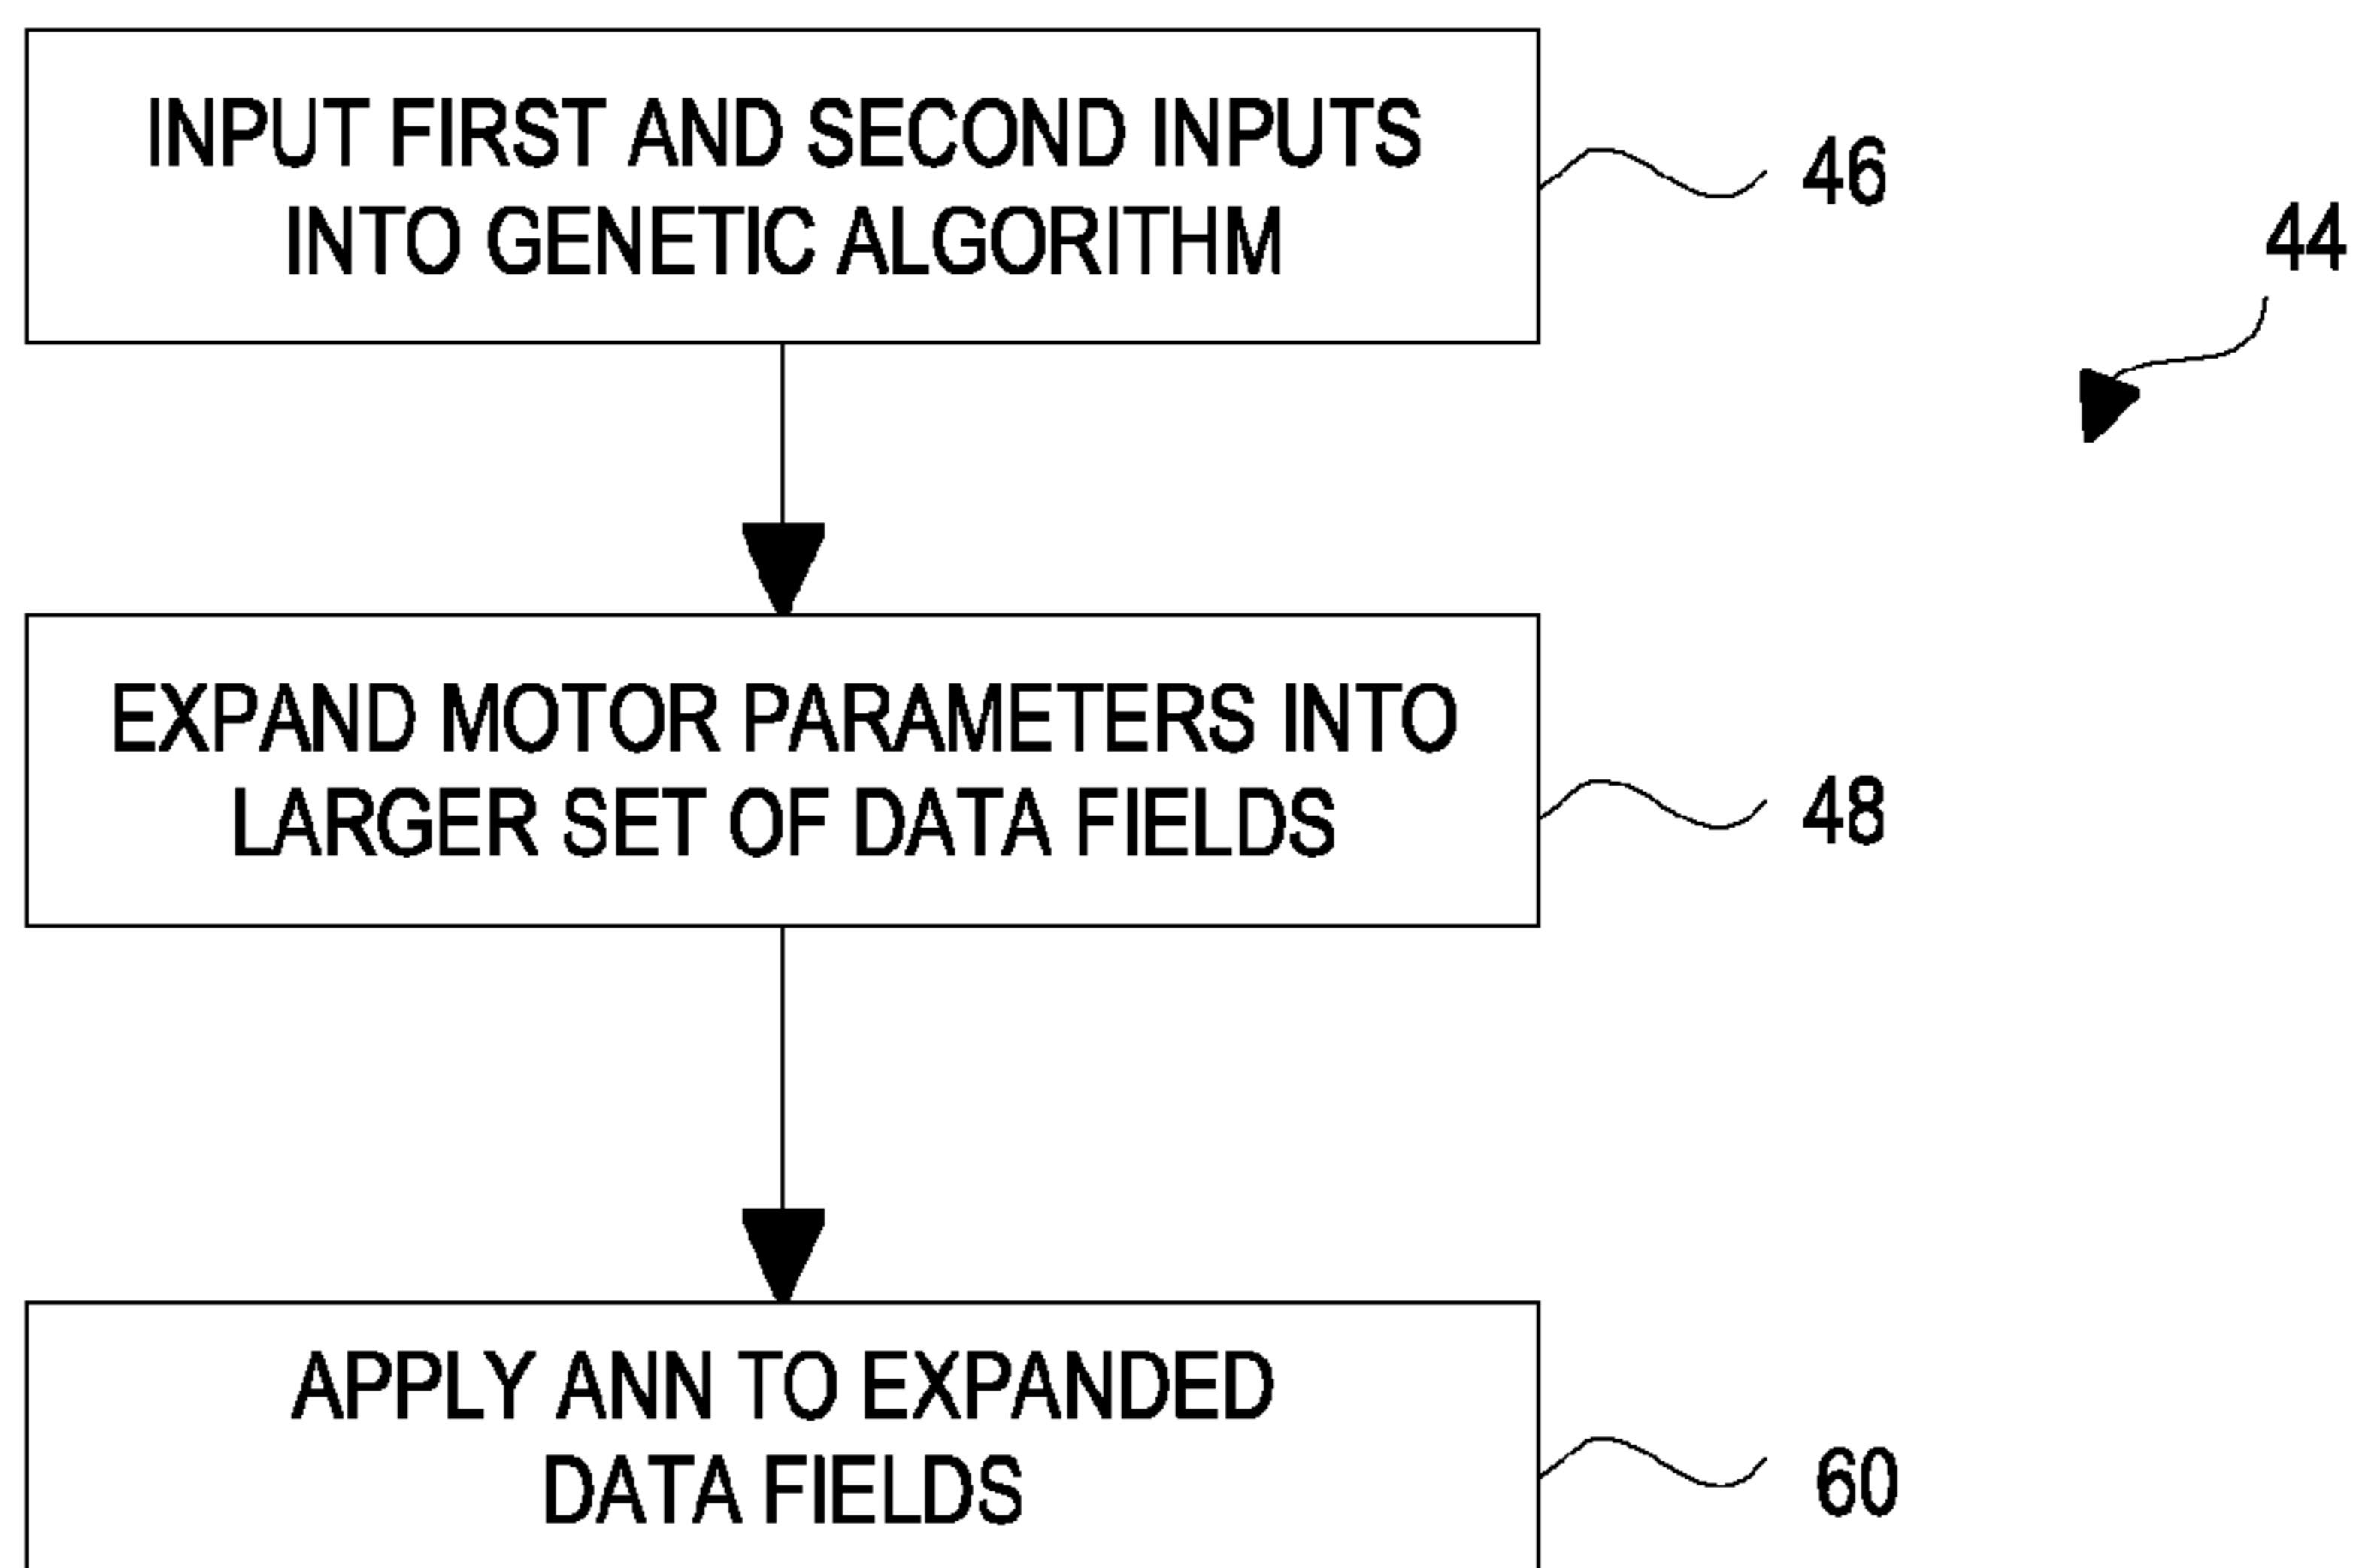 INPUT FIRST AND SECOND INPUTS
INTO GENETIC ALGORITHM
46
44
EXPAND MOTOR PARAMETERS INTO
LARGER SET OF DATA FIELDS
48
APPLY ANN TO EXPANDED
DATA FIELDS
60